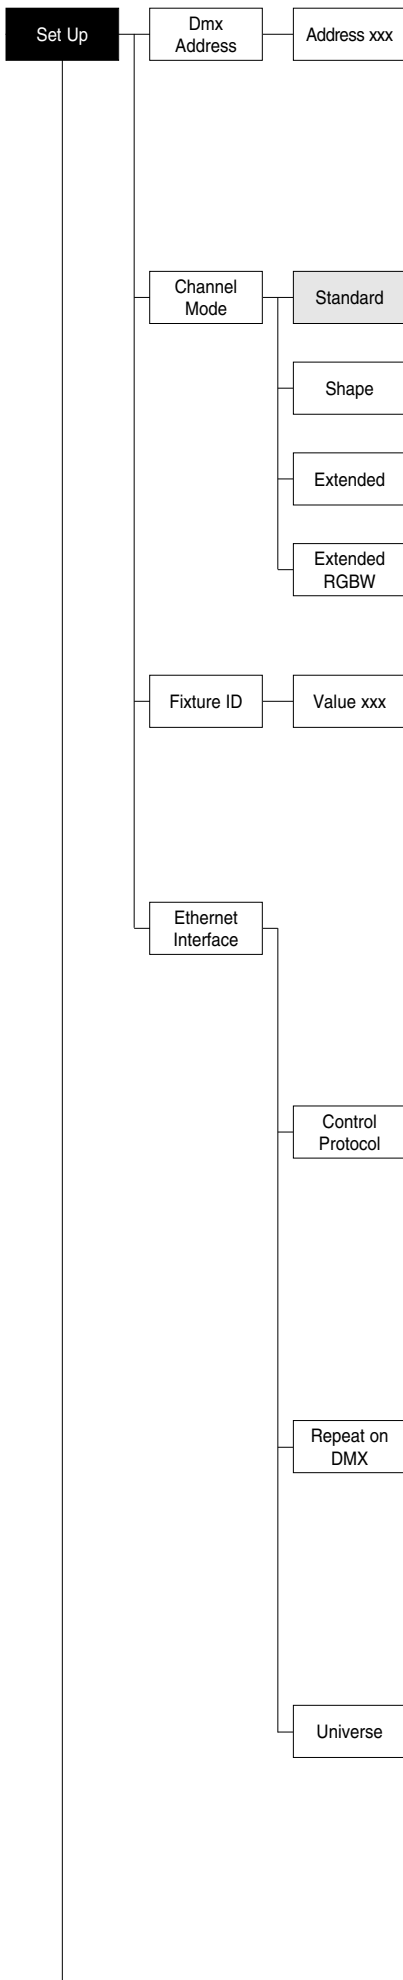 Set Up
Dmx
Address
Address xxx
Channel
Mode
Standard
Shape
Extended
Extended
RGBW
Fixture ID
Value xxx
Ethernet
Interface
Control
Protocol
Repeat on
DMX
Universe